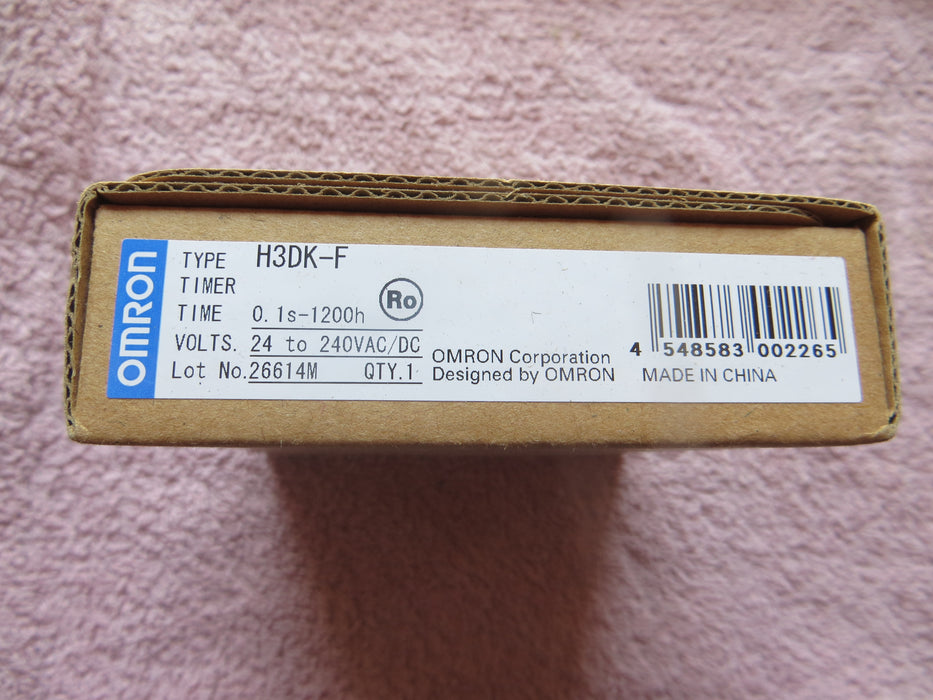 OMRON
TYPE H3DK-F
TIMER
TIME 0.1s-1200h
Ro
VOLTS. 24 to 240VAC/DC
Lot No.26614M QTY.1
OMRON Corporation
Designed by OMRON
4 548583 002265
MADE IN CHINA